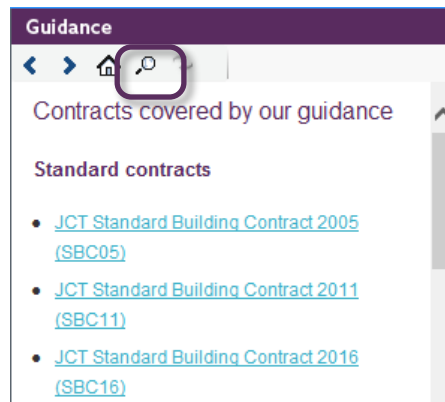 Guidance
Contracts covered by our guidance
Standard contracts
JCT Standard Building Contract 2005
(SBC05)
JCT Standard Building Contract 2011
(SBC11)
JCT Standard Building Contract 2016
(SBC16)